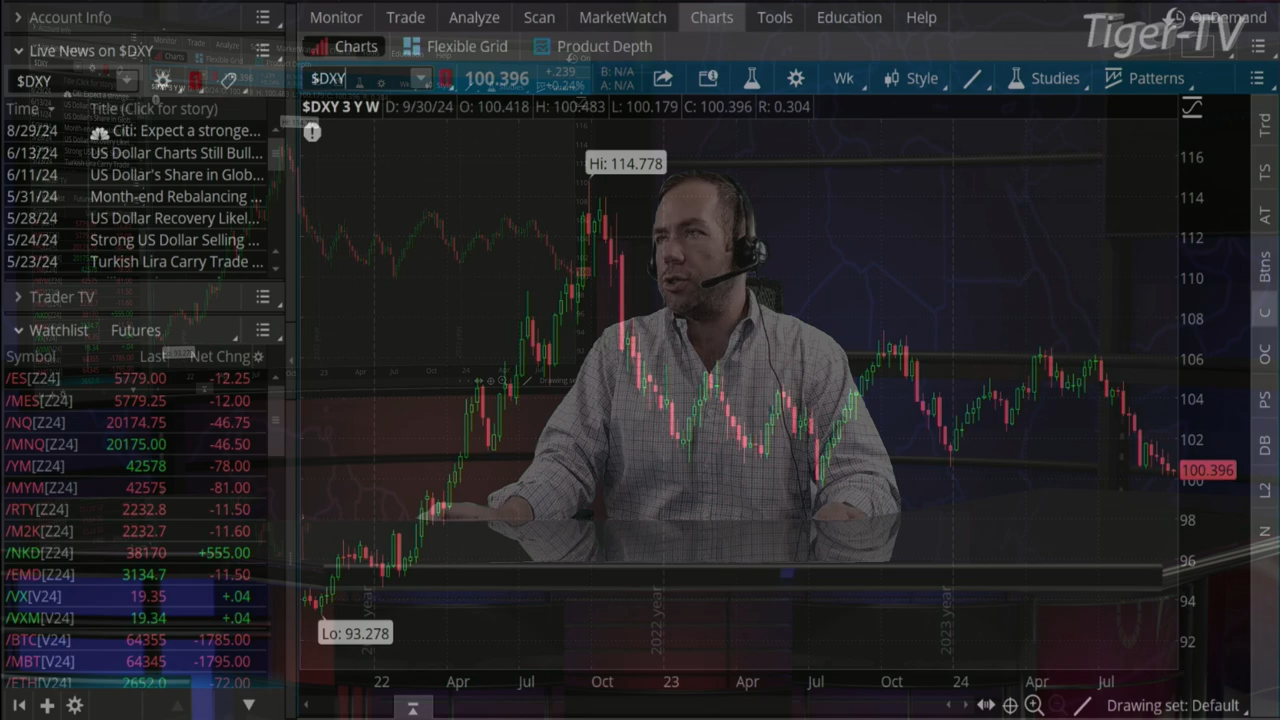 Account Info
Monitor Trade Analyze Scan MarketWatch Charts Tools Education Help
OnDemand
Tiger-TV
Live News on $DXY
Charts Flexible Grid Product Depth
$DXY
$DXY 100.396 +.239 +0.24% B: N/A A: N/A Wk Style Studies Patterns
Time Title (Click for story)
$DXY 3 Y W D: 9/30/24 O: 100.418 H: 100.483 L: 100.179 C: 100.396 R: 0.304
8/29/24 Citi: Expect a stronge...
6/13/24 US Dollar Charts Still Bull...
6/11/24 US Dollar's Share in Glob...
5/31/24 Month-end Rebalancing ...
5/28/24 US Dollar Recovery Likel...
5/24/24 Strong US Dollar Selling ...
5/23/24 Turkish Lira Carry Trade ...
Trader TV
Watchlist Futures
Symbol Last Net Chng
/ES[Z24] 5779.00 -12.25
/MES[Z24] 5779.25 -12.00
/NQ[Z24] 20174.75 -46.75
/MNQ[Z24] 20175.00 -46.50
/YM[Z24] 42578 -78.00
/MYM[Z24] 42575 -81.00
/RTY[Z24] 2232.8 -11.50
/M2K[Z24] 2232.7 -11.60
/NKD[Z24] 38170 +555.00
/EMD[Z24] 3134.7 -11.50
/VX[V24] 19.35 +.04
/VXM[V24] 19.34 +.04
/BTC[V24] 64355 -1785.00
/MBT[V24] 64345 -1795.00
/ETH[V24] 2652.0 -72.00
Hi: 114.778
Lo: 93.278
116
114
112
110
108
106
104
102
100.396
100
98
96
94
92
2022 year
2023 year
22 Apr Jul Oct 23 Apr Jul Oct 24 Apr Jul
Trd
TS
AT
Btns
C
OC
PS
DB
L2
N
Drawing set: Default